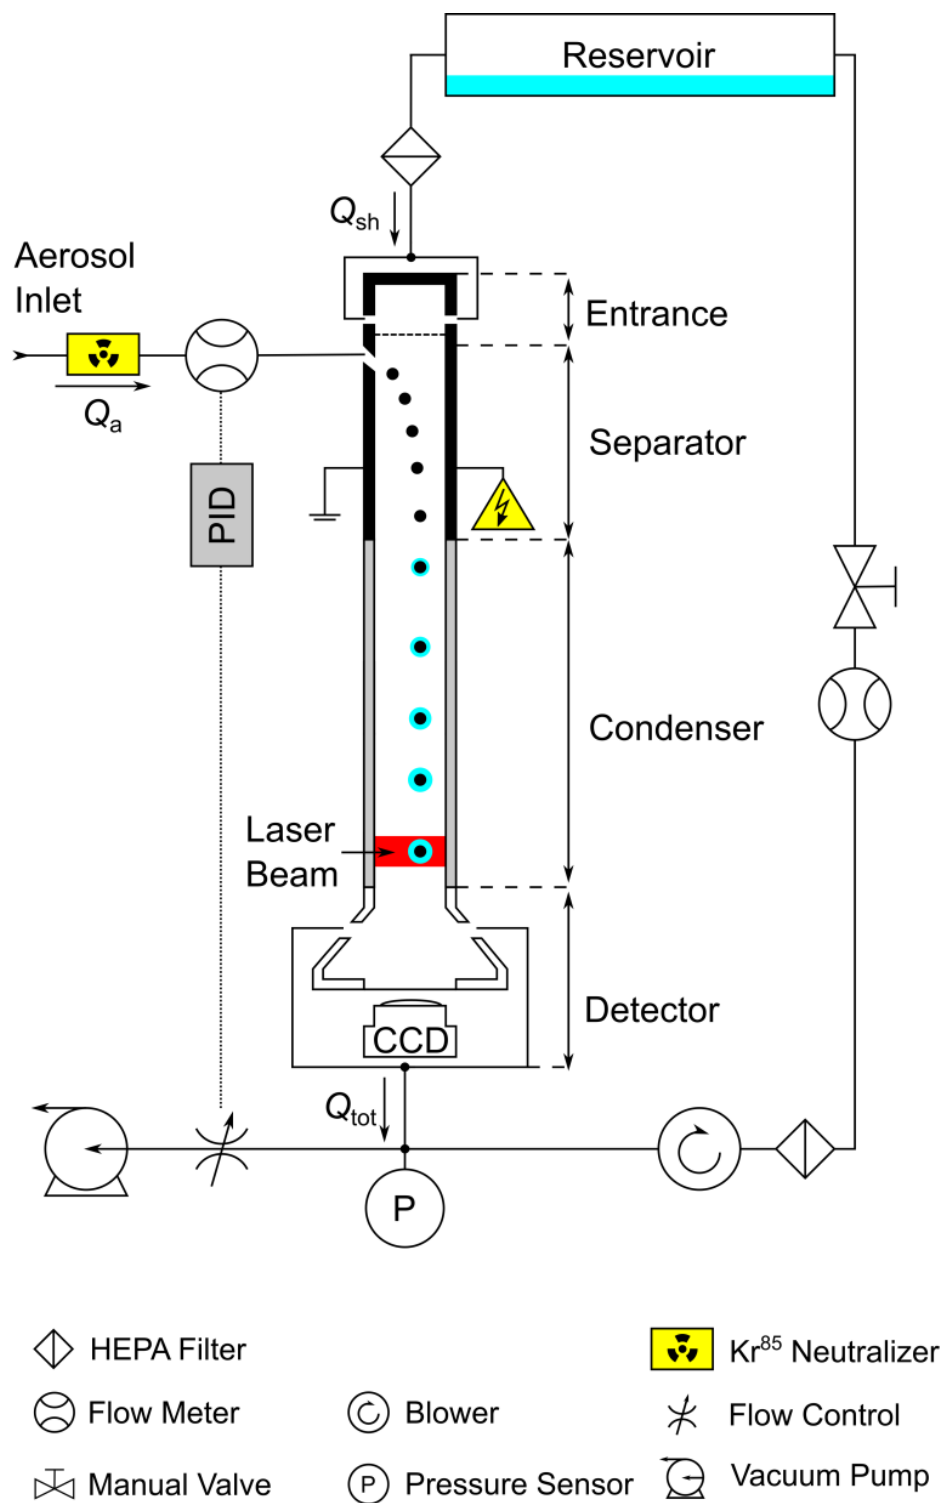 Reservoir
Qsh
Aerosol
Inlet
Entrance
Qa
Separator
PID
Condenser
Laser
Beam
Detector
CCD
Qtot
P
HEPA Filter
Kr85 Neutralizer
Flow Meter
Blower
Flow Control
Manual Valve
P
Pressure Sensor
Vacuum Pump